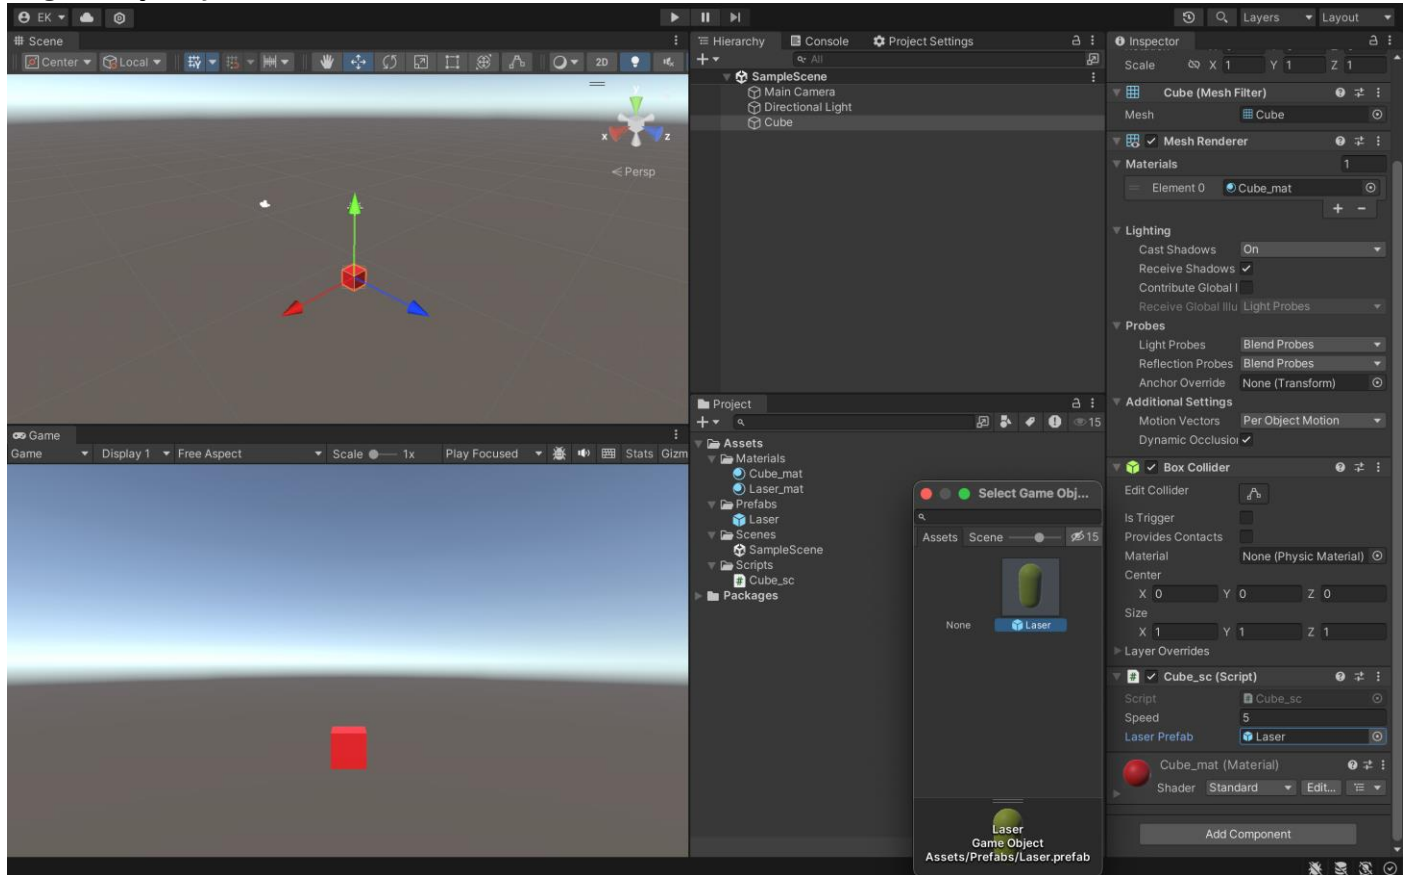 EK
Layers
Layout
Scene
Center
Local
2D
y
x
z
Persp
Game
Game
Display 1
Free Aspect
Scale
1x
Play Focused
Stats
Gizm
Hierarchy
Console
Project Settings
All
SampleScene
Main Camera
Directional Light
Cube
Project
15
Assets
Materials
Cube_mat
Laser_mat
Prefabs
Laser
Scenes
SampleScene
Scripts
Cube_sc
Packages
Select Game Obj...
Assets
Scene
15
None
Laser
Laser
Game Object
Assets/Prefabs/Laser.prefab
Inspector
Scale X 1 Y 1 Z 1
Cube (Mesh Filter)
Mesh Cube
Mesh Renderer
Materials 1
Element 0 Cube_mat
Lighting
Cast Shadows On
Receive Shadows
Contribute Global I
Receive Global Illu Light Probes
Probes
Light Probes Blend Probes
Reflection Probes Blend Probes
Anchor Override None (Transform)
Additional Settings
Motion Vectors Per Object Motion
Dynamic Occlusion
Box Collider
Edit Collider
Is Trigger
Provides Contacts
Material None (Physic Material)
Center
X 0 Y 0 Z 0
Size
X 1 Y 1 Z 1
Layer Overrides
Cube_sc (Script)
Script Cube_sc
Speed 5
Laser Prefab Laser
Cube_mat (Material)
Shader Standard Edit...
Add Component